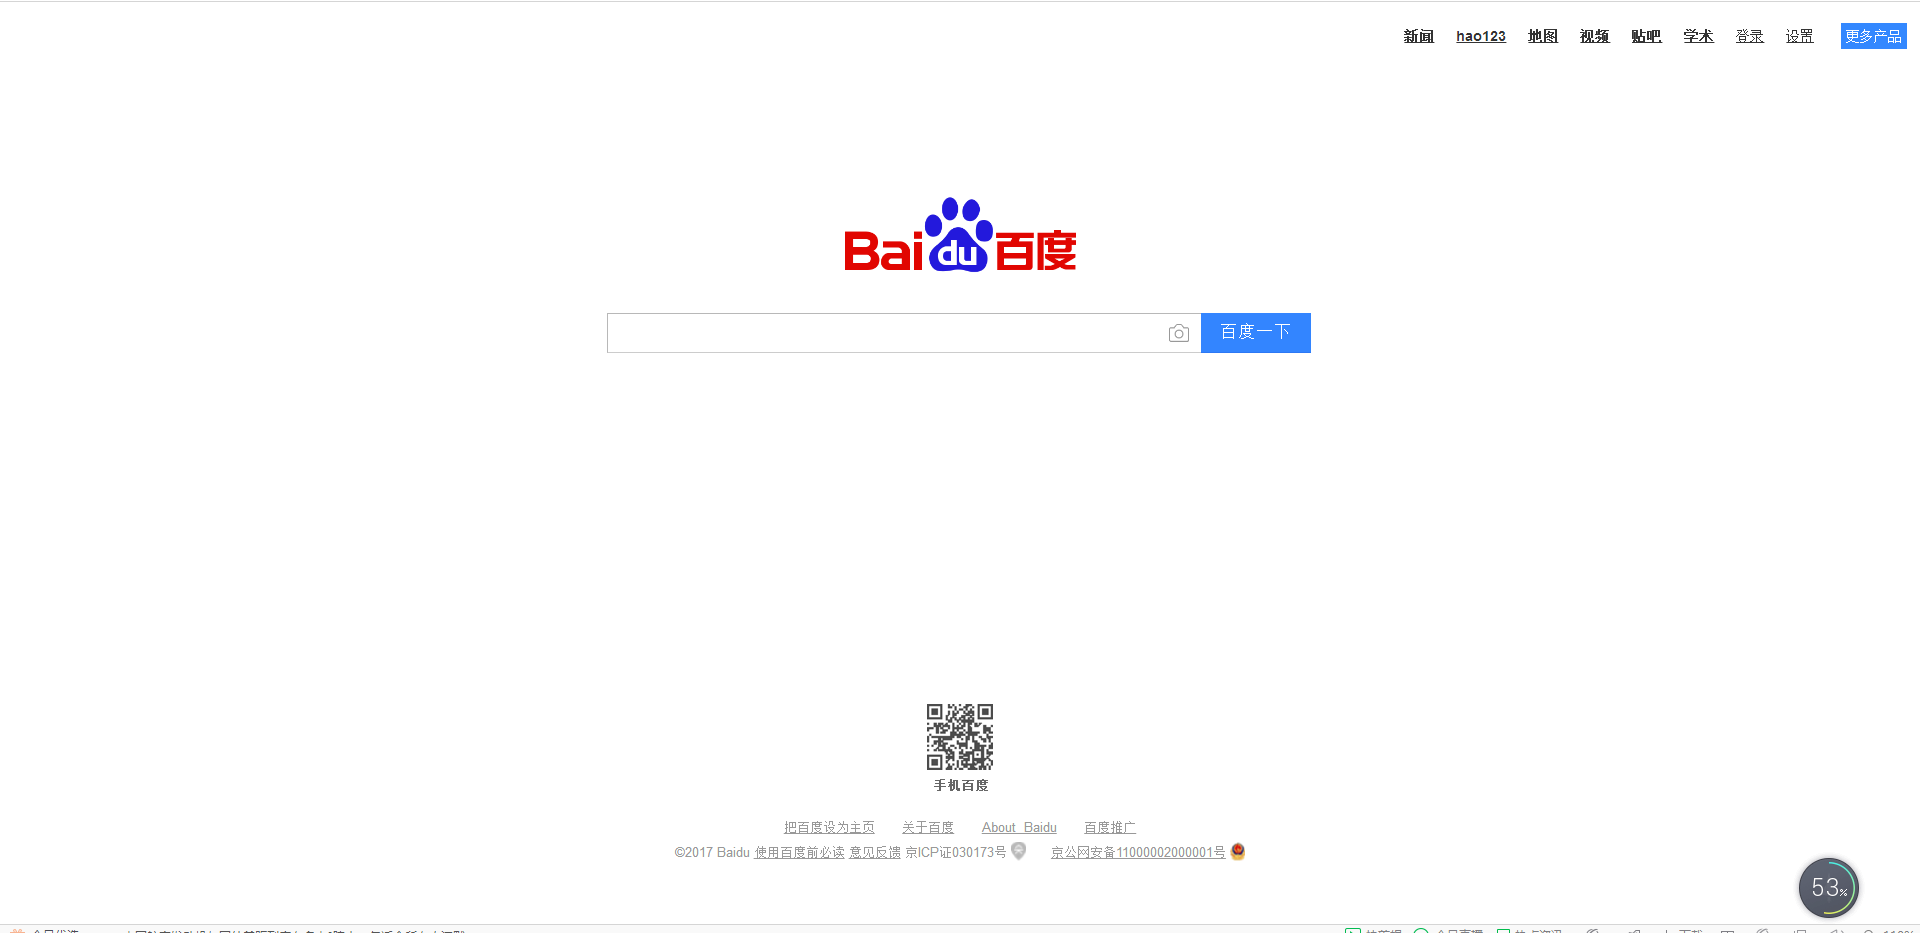 新闻 hao123 地图 视频 贴吧 学术 登录 设置 更多产品
Bai du 百度
百度一下
手机百度
把百度设为主页 关于百度 About Baidu 百度推广
©2017 Baidu 使用百度前必读 意见反馈 京ICP证030173号 京公网安备11000002000001号
53%